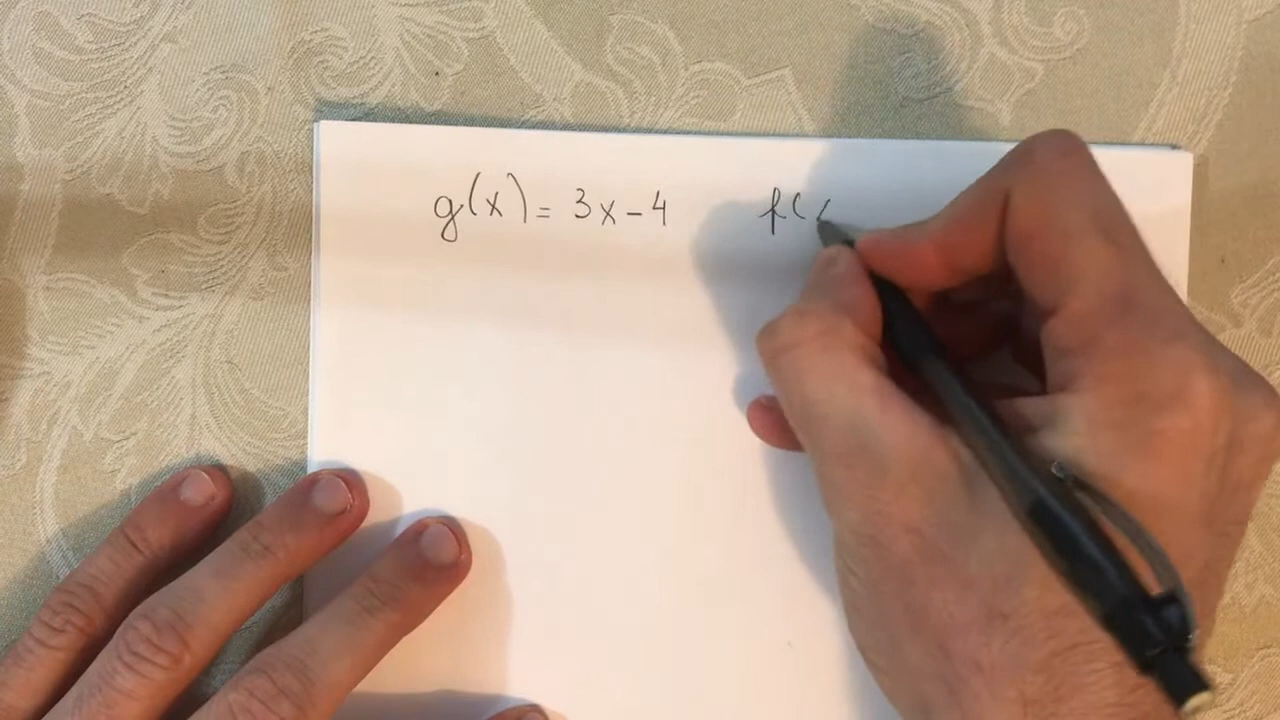 g(x) = 3x - 4 f(